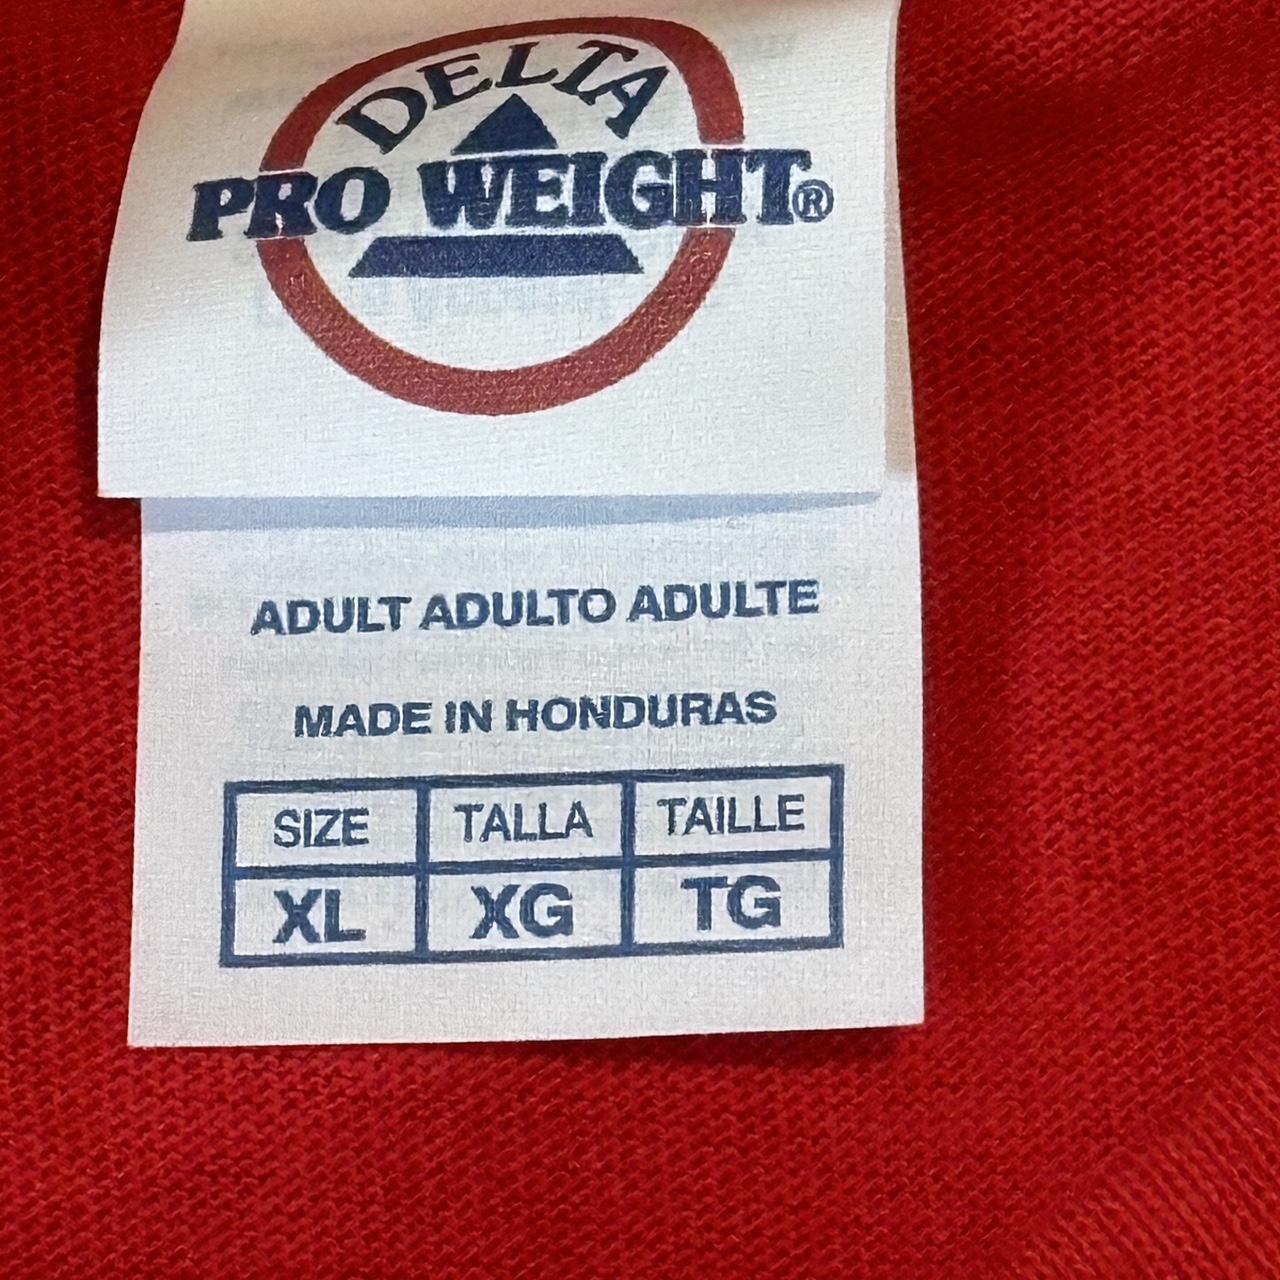 DELTA
PRO WEIGHT®
ADULT ADULTO ADULTE
MADE IN HONDURAS
SIZE TALLA TAILLE
XL XG TG